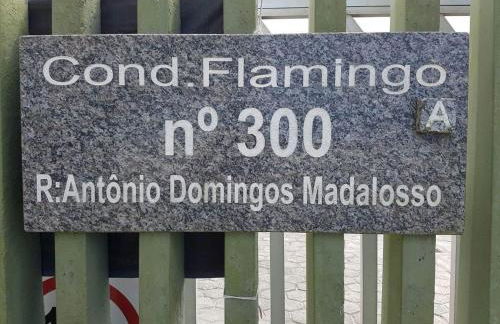 Cond.Flamingo
nº 300
A
R:Antônio Domingos Madalosso